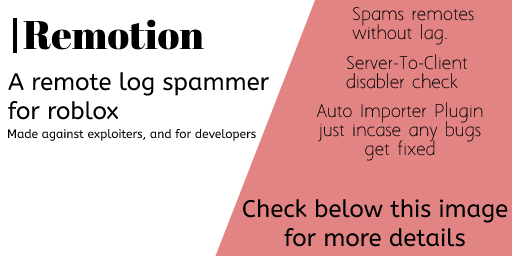 |Remotion
A remote log spammer
for roblox
Made against exploiters, and for developers
Spams remotes
without lag.
Server-To-Client
disabler check
Auto Importer Plugin
just incase any bugs
get fixed
Check below this image
for more details